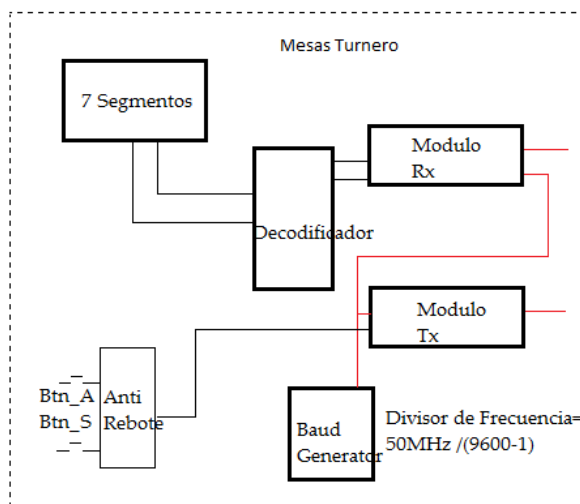 Mesas Turnero
7 Segmentos
Modulo
Rx
Decodificador
Modulo
Tx
Btn_A
Btn_S
Anti
Rebote
Baud
Generator
Divisor de Frecuencia=
50MHz /(9600-1)